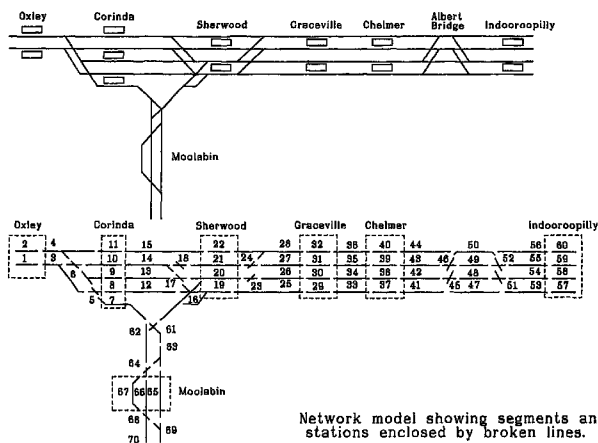 Oxley Corinda Sherwood Graceville Chelmer Albert Bridge Indooroopilly
Moolabin
Oxley Corinda Sherwood Graceville Chelmer Indooroopilly
2 4 11 15 22 28 32 36 40 44 50 56 60
1 3 10 14 18 21 24 27 31 35 39 43 46 49 52 55 59
6 9 13 20 26 30 34 38 42 48 54 58
8 12 17 19 23 25 29 33 37 41 45 47 51 53 57
5 7 16
62 61
63
64
67 66 65 Moolabin
68 69
70
Network model showing segments an
stations enclosed by broken lines.